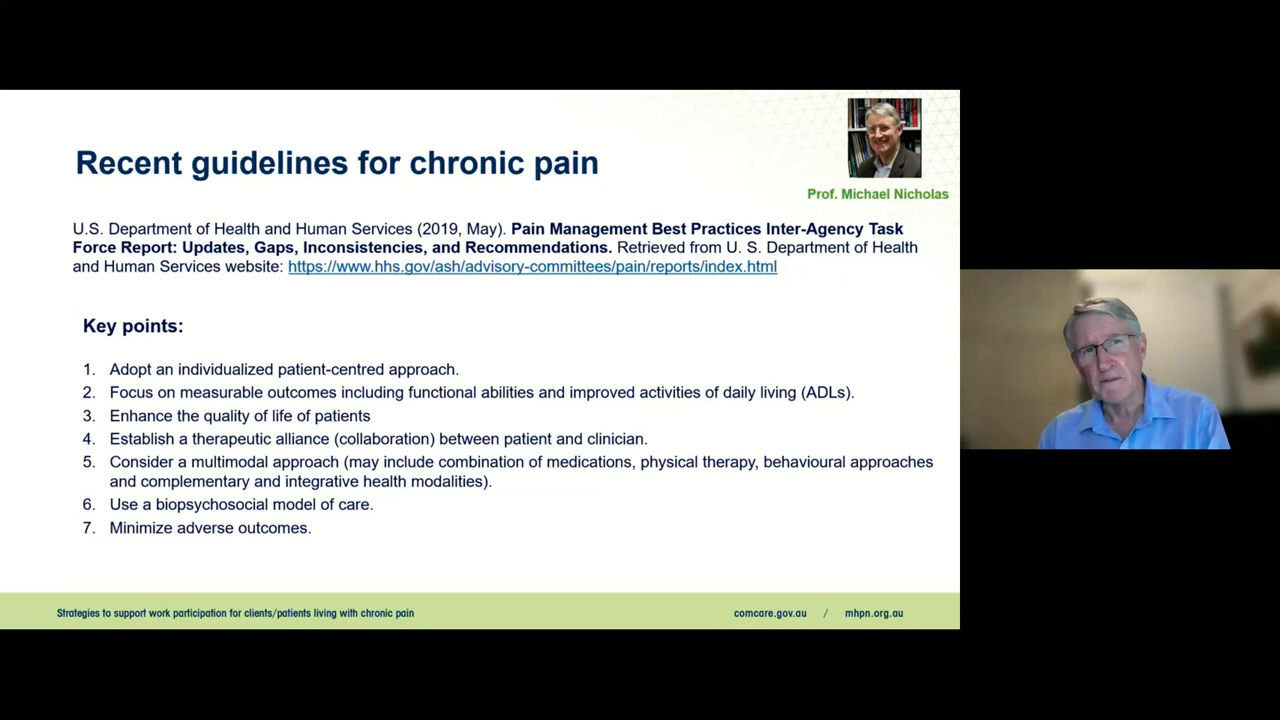 Recent guidelines for chronic pain
Prof. Michael Nicholas
U.S. Department of Health and Human Services (2019, May). Pain Management Best Practices Inter-Agency Task
Force Report: Updates, Gaps, Inconsistencies, and Recommendations. Retrieved from U. S. Department of Health
and Human Services website: https://www.hhs.gov/ash/advisory-committees/pain/reports/index.html
Key points:
1. Adopt an individualized patient-centred approach.
2. Focus on measurable outcomes including functional abilities and improved activities of daily living (ADLs).
3. Enhance the quality of life of patients
4. Establish a therapeutic alliance (collaboration) between patient and clinician.
5. Consider a multimodal approach (may include combination of medications, physical therapy, behavioural approaches
and complementary and integrative health modalities).
6. Use a biopsychosocial model of care.
7. Minimize adverse outcomes.
Strategies to support work participation for clients/patients living with chronic pain
comcare.gov.au / mhpn.org.au